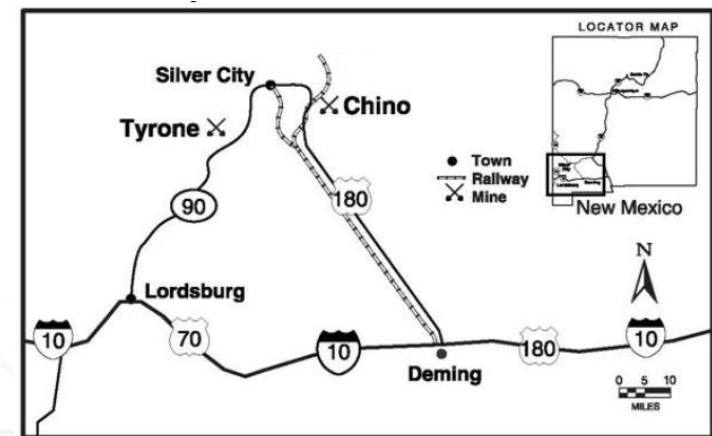 LOCATOR MAP
Silver City
Chino
Tyrone
Town
Railway
Mine
New Mexico
90
180
N
Lordsburg
10
70
10
180
10
Deming
0 5 10
MILES